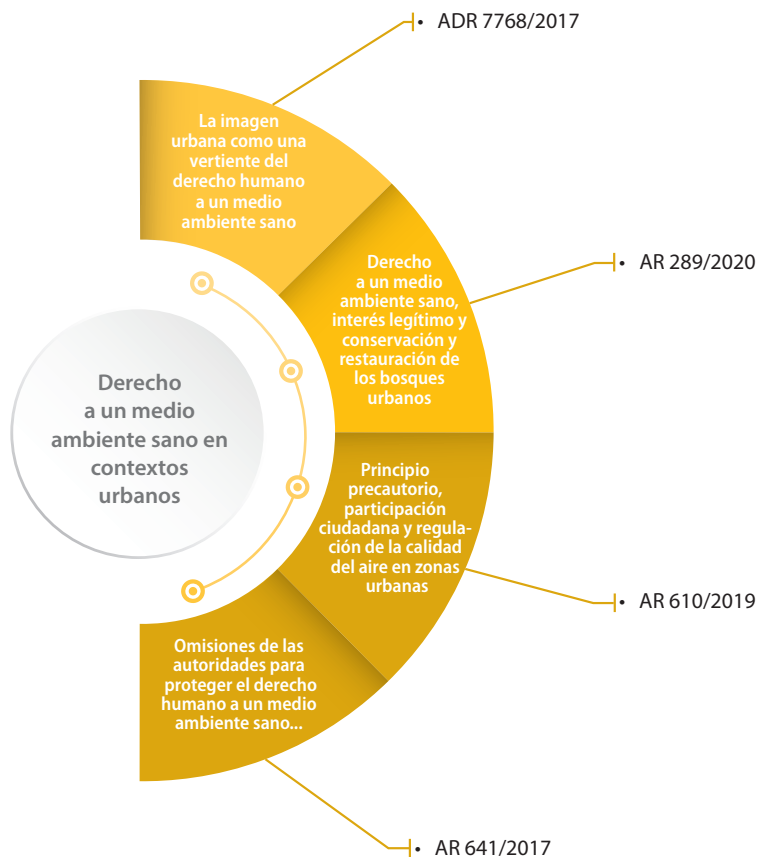 • ADR 7768/2017
La imagen
urbana como una
vertiente del
derecho humano
a un medio
ambiente sano
Derecho
a un medio
ambiente sano,
interés legítimo y
conservación y
restauración de
los bosques
urbanos
• AR 289/2020
Derecho
a un medio
ambiente sano en
contextos
urbanos
Principio
precautorio,
participación
ciudadana y regula-
ción de la calidad
del aire en zonas
urbanas
• AR 610/2019
Omisiones de las
autoridades para
proteger el derecho
humano a un medio
ambiente sano...
• AR 641/2017